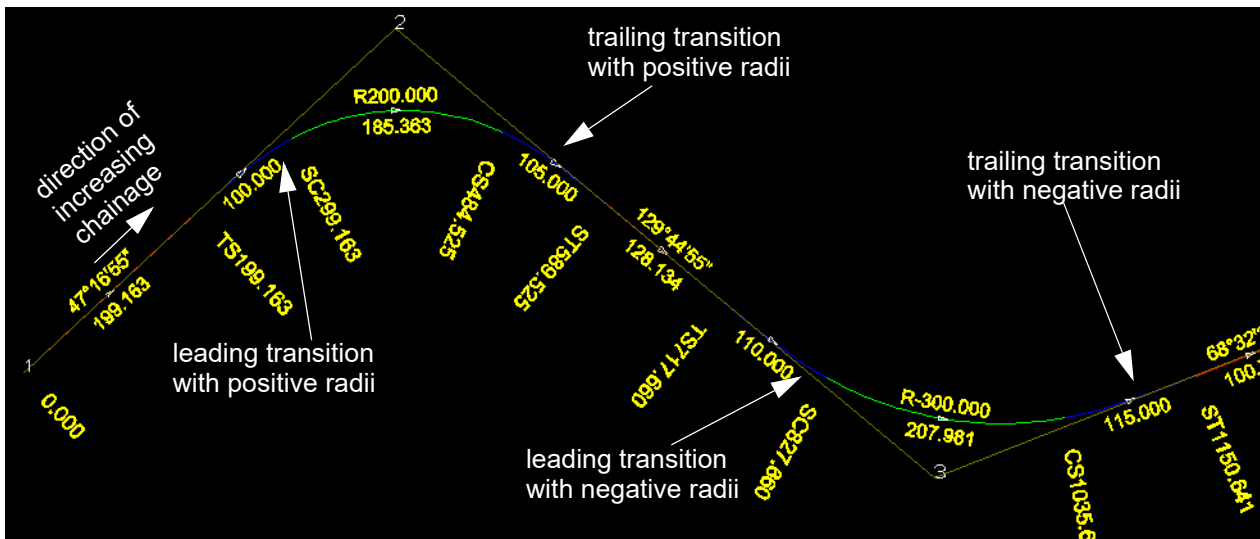 2
trailing transition
with positive radii
R200.000
185.363
direction of
increasing
chainage
100.000
SC299.163
CS484.525
105.000
trailing transition
with negative radii
47°16'55"
199.163
TS199.163
ST589.525
129°44'55"
128.134
leading transition
with positive radii
1
0.000
TS717.660
110.000
R-300.000
207.981
68°32'
100.
115.000
leading transition
with negative radii
SC827.660
3
CS1035.6
ST1150.641